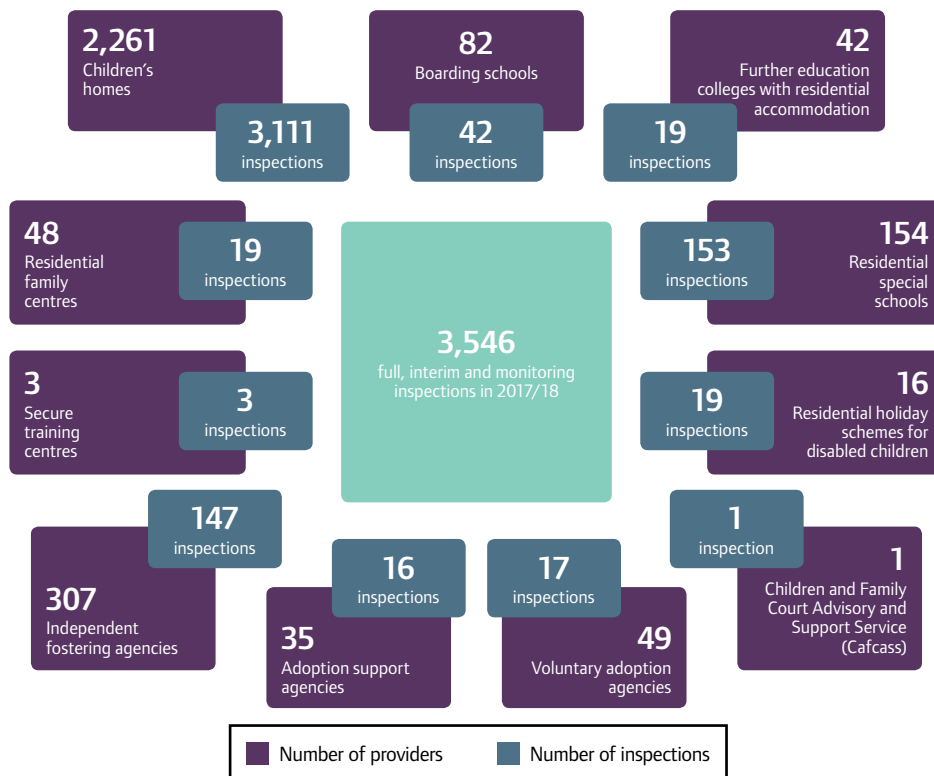 2,261
Children's
homes
3,111
inspections
82
Boarding schools
42
inspections
42
Further education
colleges with residential
accommodation
19
inspections
48
Residential
family
centres
19
inspections
153
inspections
154
Residential
special
schools
3,546
full, interim and monitoring
inspections in 2017/18
3
Secure
training
centres
3
inspections
19
inspections
16
Residential holiday
schemes for
disabled children
147
inspections
307
Independent
fostering agencies
16
inspections
35
Adoption support
agencies
17
inspections
49
Voluntary adoption
agencies
1
inspection
1
Children and Family
Court Advisory and
Support Service
(Cafcass)
Number of providers
Number of inspections